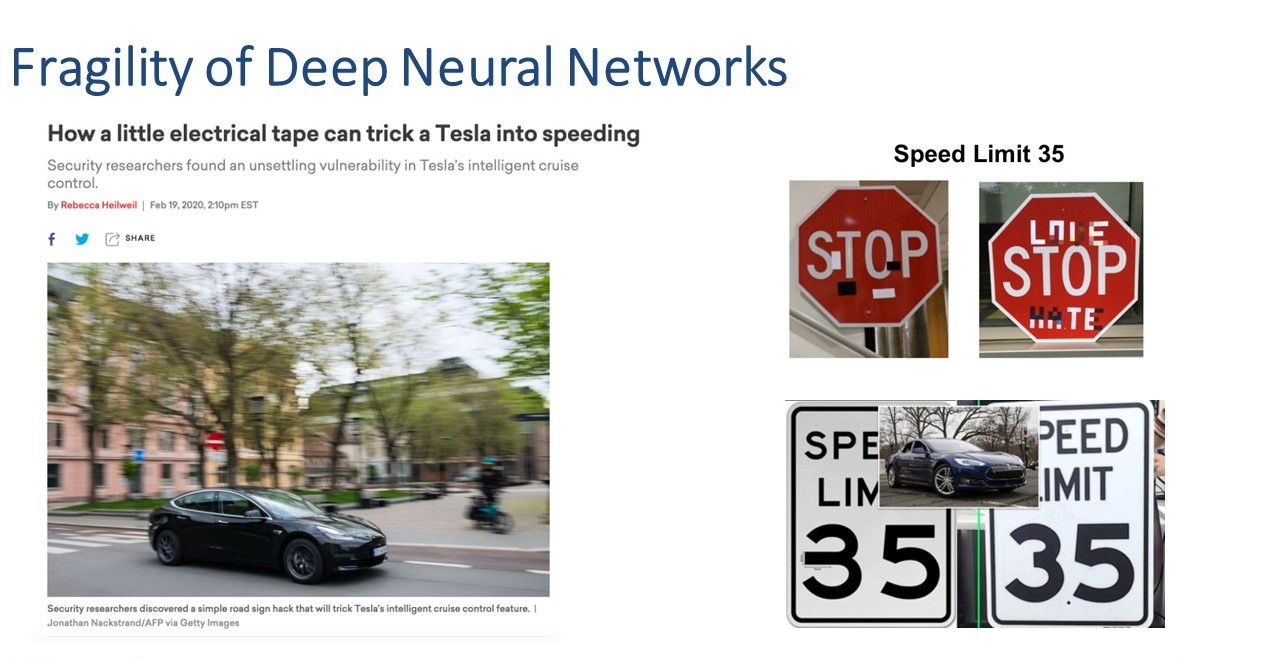 Fragility of Deep Neural Networks
How a little electrical tape can trick a Tesla into speeding
Security researchers found an unsettling vulnerability in Tesla's intelligent cruise
control.
By Rebecca Heilweil | Feb 19, 2020, 2:10pm EST
f SHARE
Security researchers discovered a simple road sign hack that will trick Tesla's intelligent cruise control feature. |
Jonathan Nackstrand/AFP via Getty Images
Speed Limit 35
STOP
LOVE
STOP
HATE
SPE
LIM
35
PEED
IMIT
35